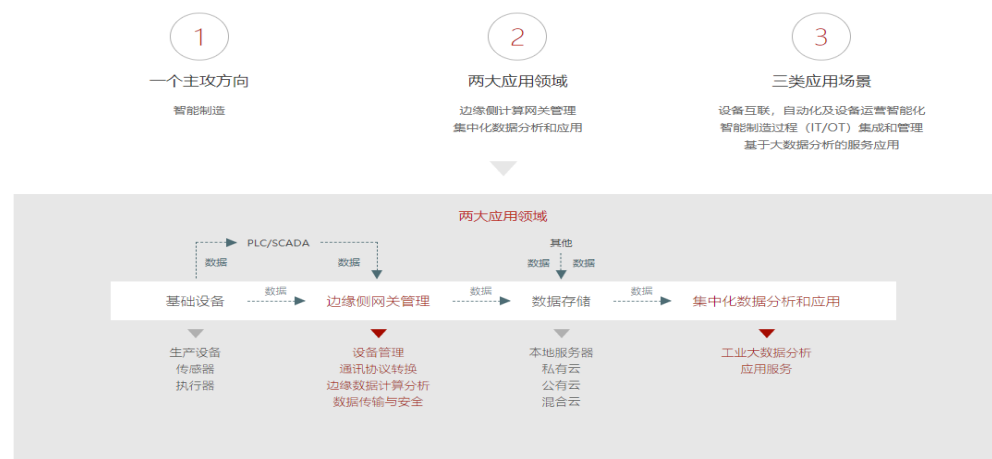 1
一个主攻方向
智能制造
2
两大应用领域
边缘侧计算网关管理
集中化数据分析和应用
3
三类应用场景
设备互联，自动化及设备运营智能化
智能制造过程（IT/OT）集成和管理
基于大数据分析的服务应用
两大应用领域
PLC/SCADA
数据
数据
其他
数据
数据
基础设备
数据
边缘侧网关管理
数据
数据存储
数据
集中化数据分析和应用
生产设备
传感器
执行器
设备管理
通讯协议转换
边缘数据计算分析
数据传输与安全
本地服务器
私有云
公有云
混合云
工业大数据分析
应用服务